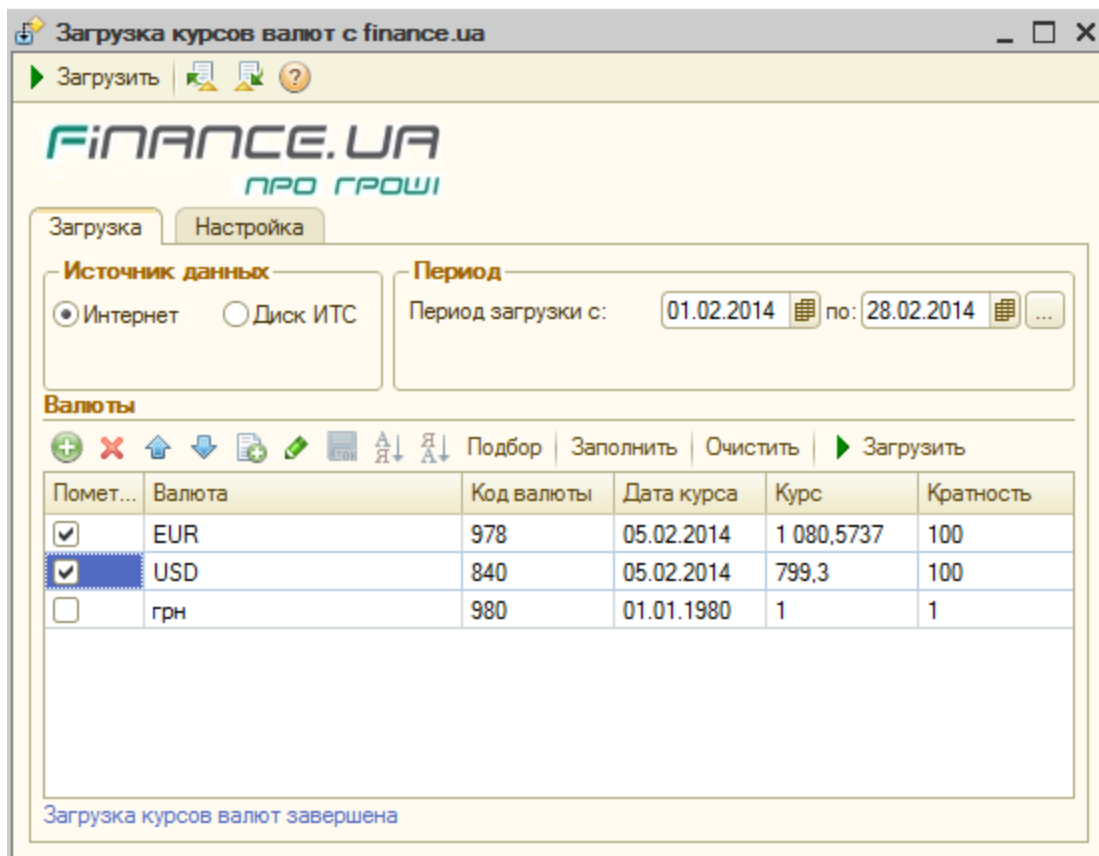 Загрузка курсов валют с finance.ua
Загрузить
FINANCE.UA
ПРО ГРОШІ
Загрузка Настройка
Источник данных Период
Интернет Диск ИТС Период загрузки с: 01.02.2014 по: 28.02.2014 ...
Валюты
Подбор Заполнить Очистить Загрузить
Помет... Валюта Код валюты Дата курса Курс Кратность
EUR 978 05.02.2014 1 080,5737 100
USD 840 05.02.2014 799,3 100
грн 980 01.01.1980 1 1
Загрузка курсов валют завершена